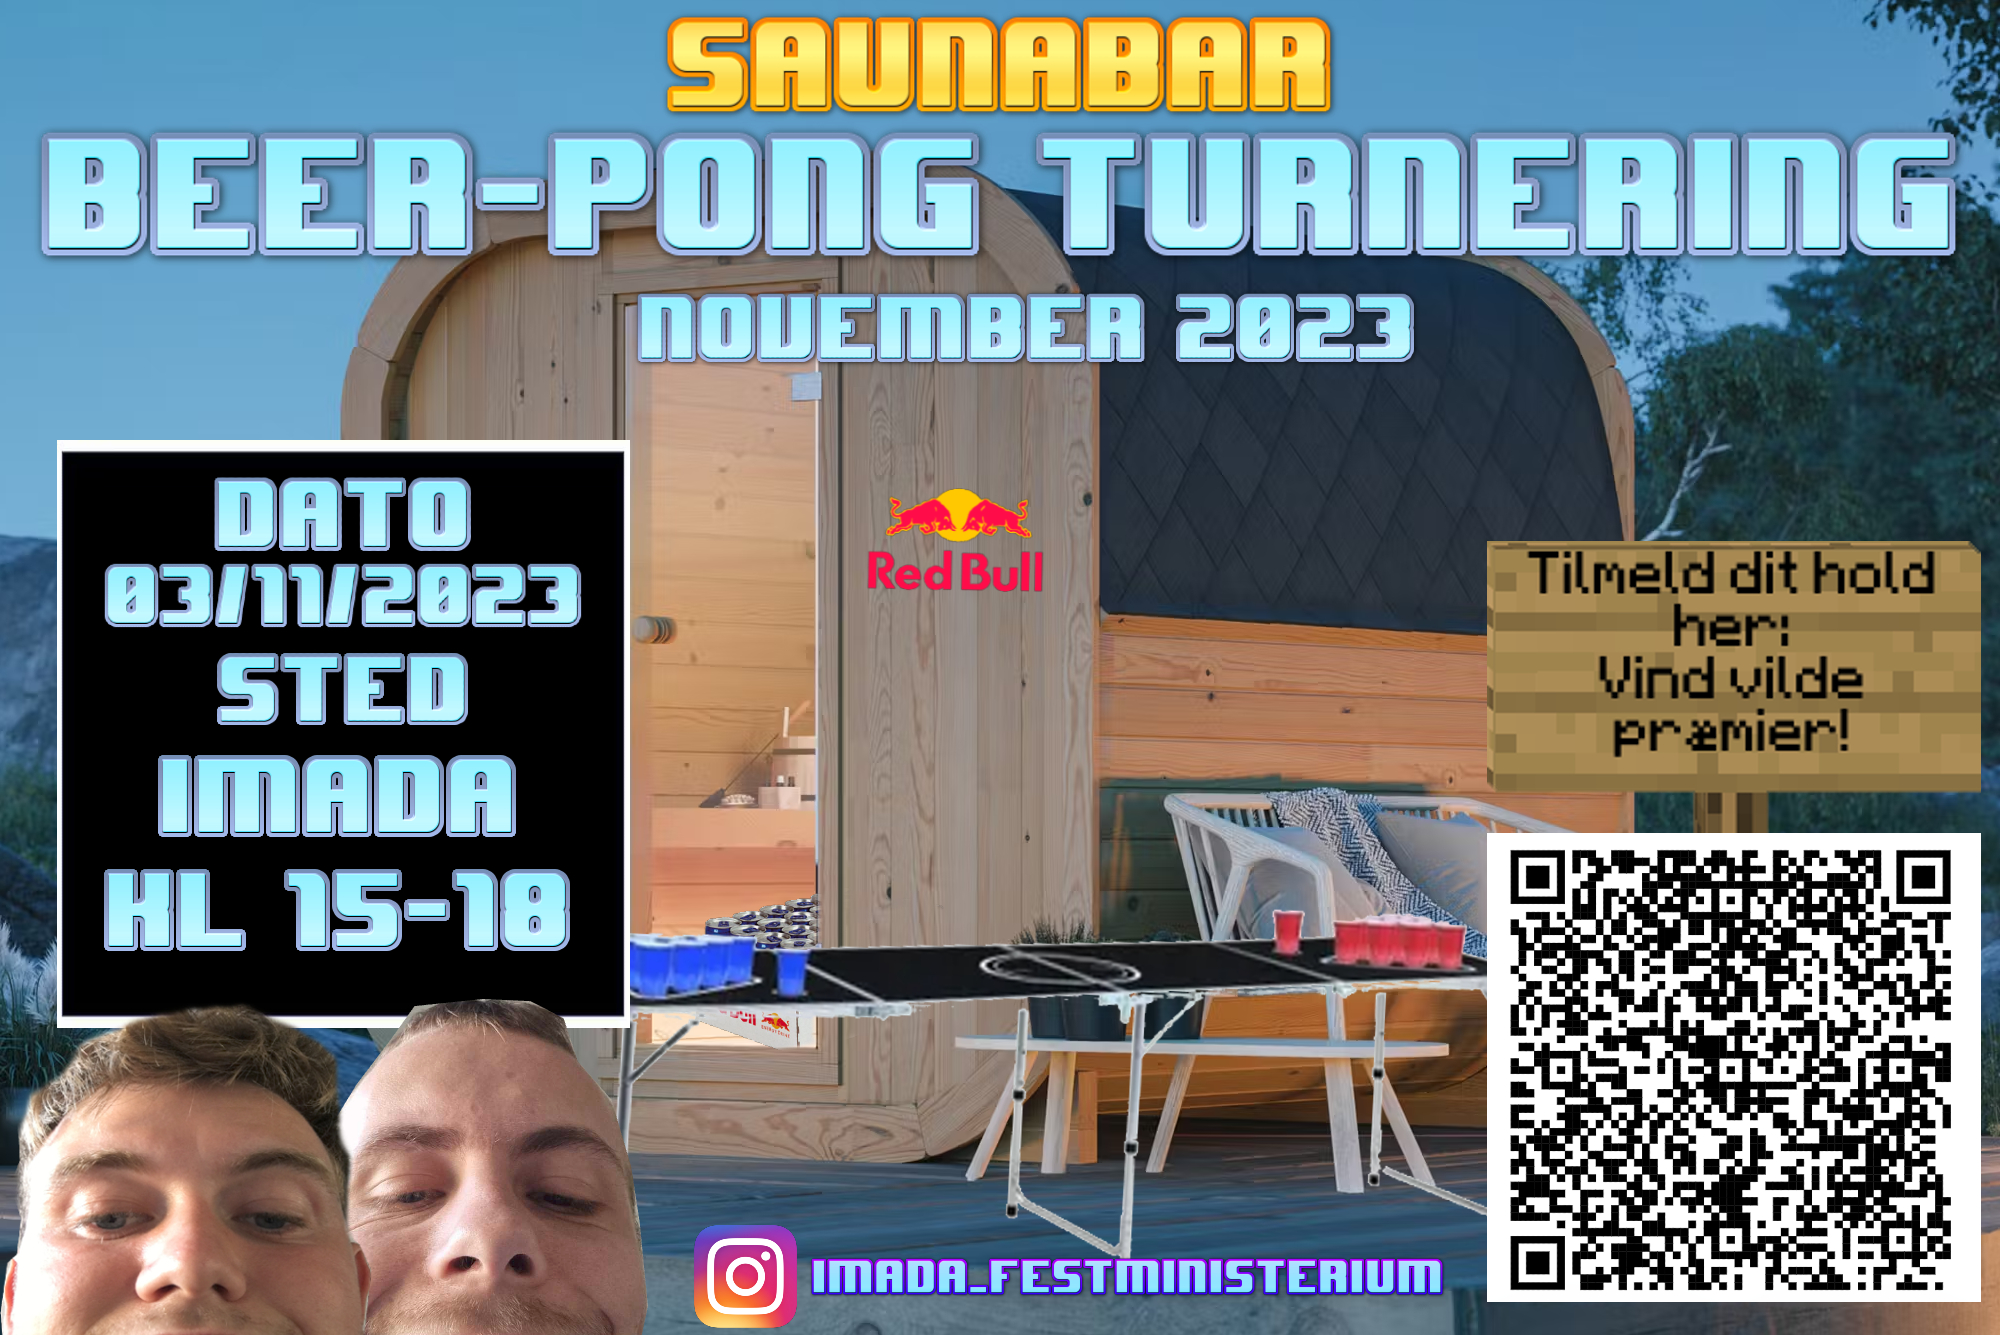 SAUNABAR
BEER-PONG TURNERING
NOVEMBER 2023
DATO
03/11/2023
STED
IMADA
KL 15-18
Red Bull
Tilmeld dit hold
her:
Vind vilde
præmier!
Bull
IMADA_FESTMINISTERIUM